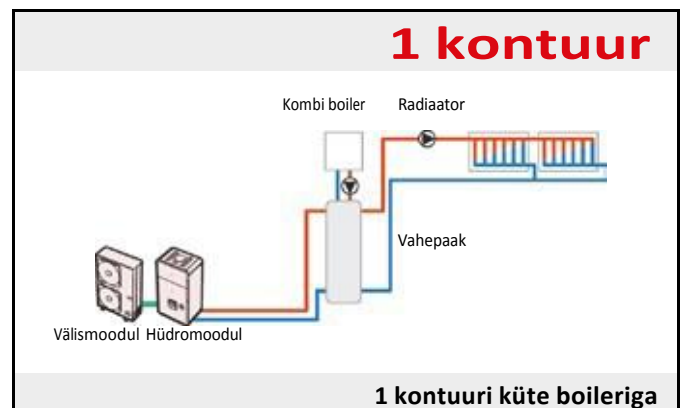 1 kontuur
Kombi boiler Radiaator
Vahepaak
Välismoodul Hüdromoodul
1 kontuuri küte boileriga